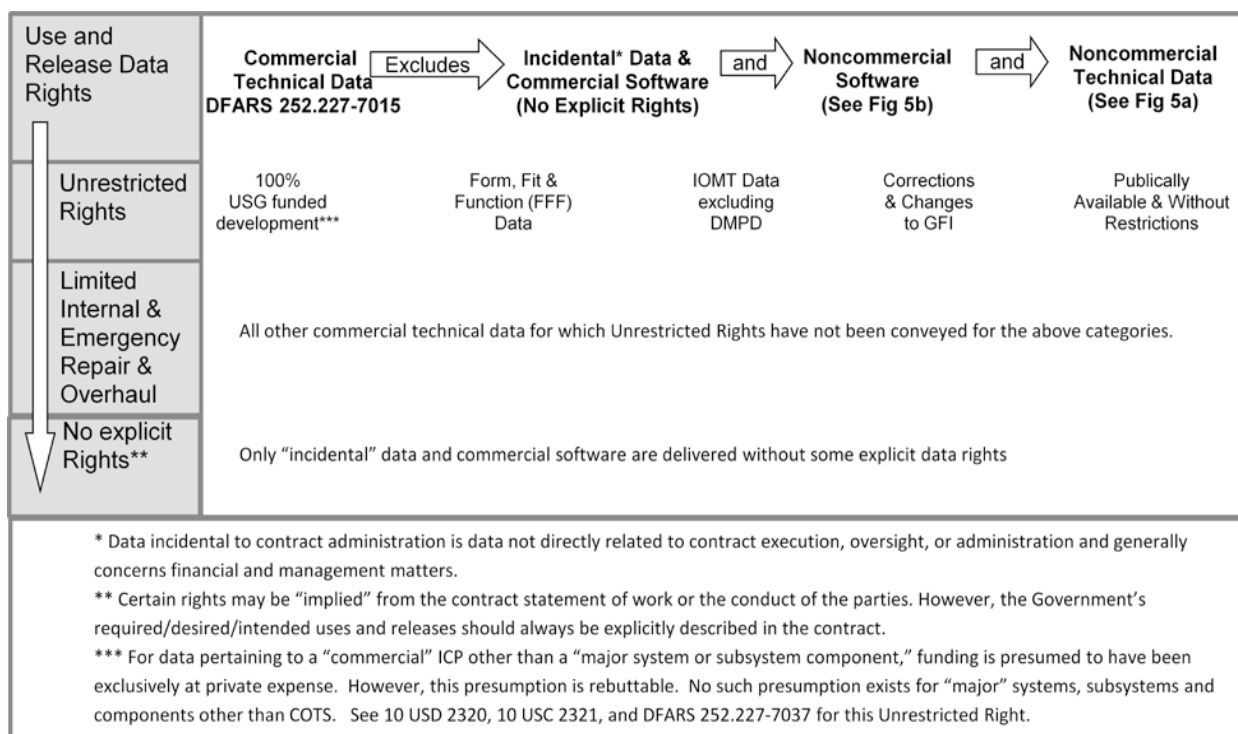 Use and
Release Data
Rights
Commercial
Technical Data
DFARS 252.227-7015
Excludes
Incidental* Data &
Commercial Software
(No Explicit Rights)
and
Noncommercial
Software
(See Fig 5b)
and
Noncommercial
Technical Data
(See Fig 5a)
Unrestricted
Rights
100%
USG funded
development***
Form, Fit &
Function (FFF)
Data
IOMT Data
excluding
DMPD
Corrections
& Changes
to GFI
Publically
Available & Without
Restrictions
Limited
Internal &
Emergency
Repair &
Overhaul
All other commercial technical data for which Unrestricted Rights have not been conveyed for the above categories.
No explicit
Rights**
Only “incidental” data and commercial software are delivered without some explicit data rights
* Data incidental to contract administration is data not directly related to contract execution, oversight, or administration and generally
concerns financial and management matters.
** Certain rights may be “implied” from the contract statement of work or the conduct of the parties. However, the Government’s
required/desired/intended uses and releases should always be explicitly described in the contract.
*** For data pertaining to a “commercial” ICP other than a “major system or subsystem component,” funding is presumed to have been
exclusively at private expense. However, this presumption is rebuttable. No such presumption exists for “major” systems, subsystems and
components other than COTS. See 10 USD 2320, 10 USC 2321, and DFARS 252.227-7037 for this Unrestricted Right.